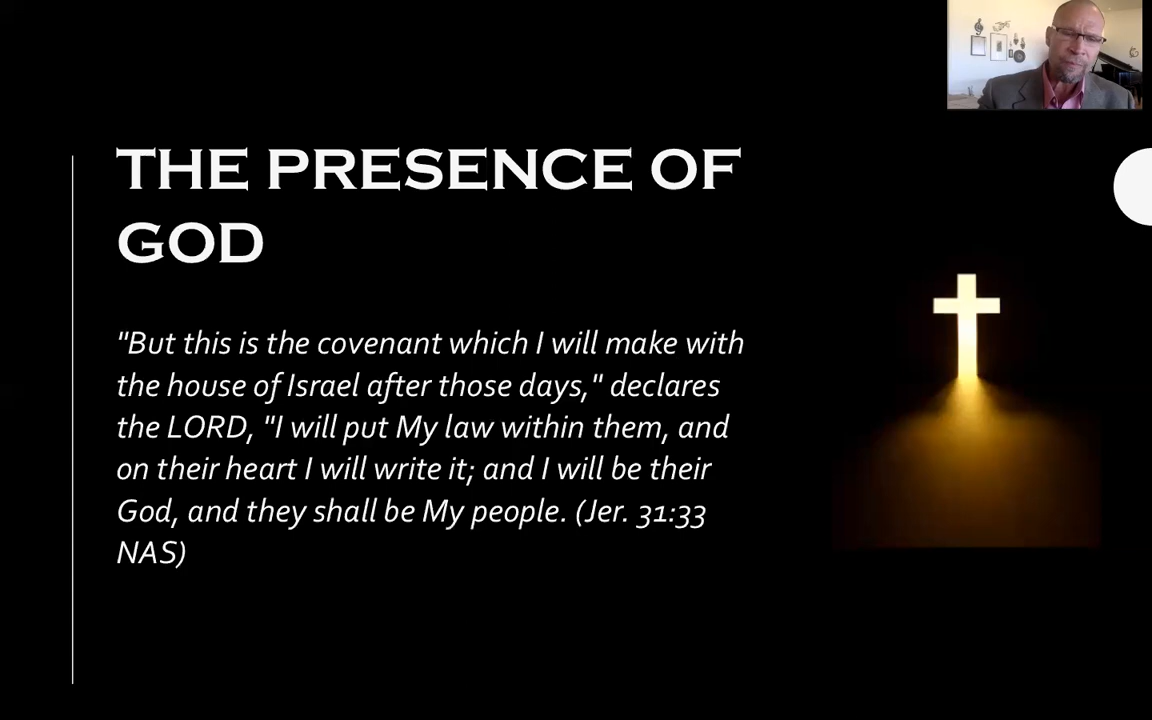 THE PRESENCE OF
GOD
"But this is the covenant which I will make with
the house of Israel after those days," declares
the LORD, "I will put My law within them, and
on their heart I will write it; and I will be their
God, and they shall be My people. (Jer. 31:33
NAS)